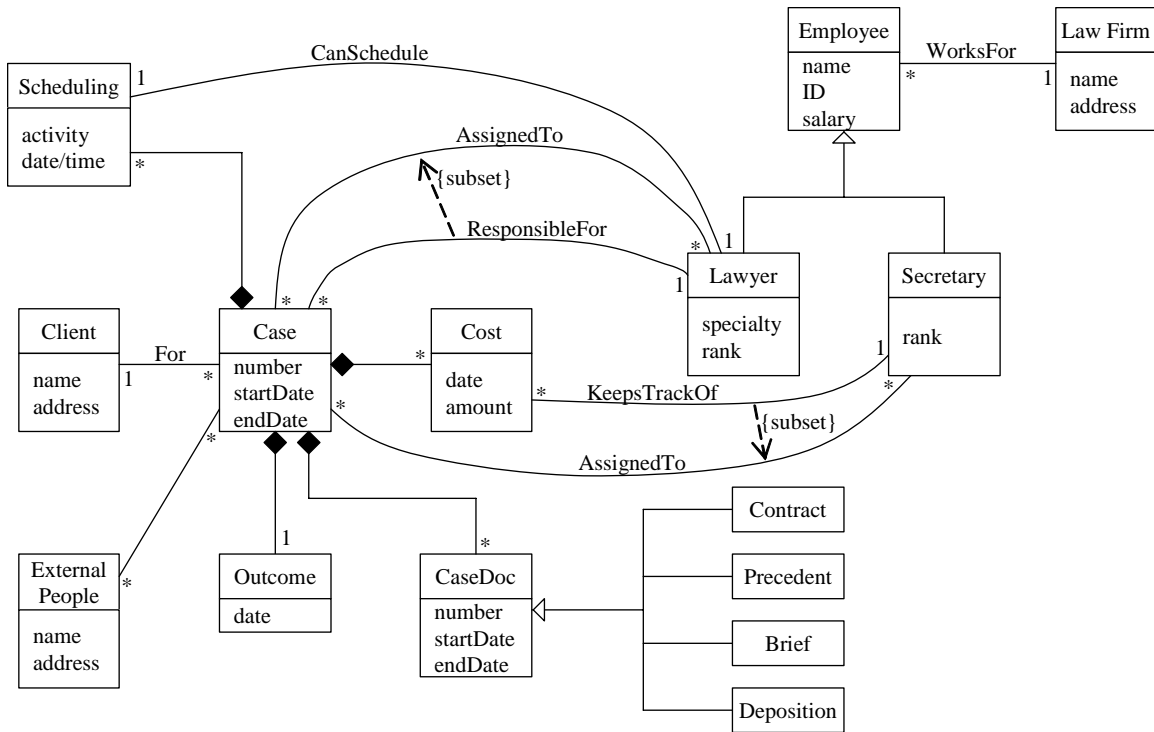 Employee
name
ID
salary
WorksFor
*
1
Law Firm
name
address
CanSchedule
1
1
Scheduling
activity
date/time
*
AssignedTo
*
*
{subset}
ResponsibleFor
*
1
Lawyer
specialty
rank
Secretary
rank
Client
name
address
For
1
*
Case
number
startDate
endDate
*
Cost
date
amount
*
KeepsTrackOf
1
{subset}
*
AssignedTo
*
*
*
External
People
name
address
1
Outcome
date
*
CaseDoc
number
startDate
endDate
Contract
Precedent
Brief
Deposition